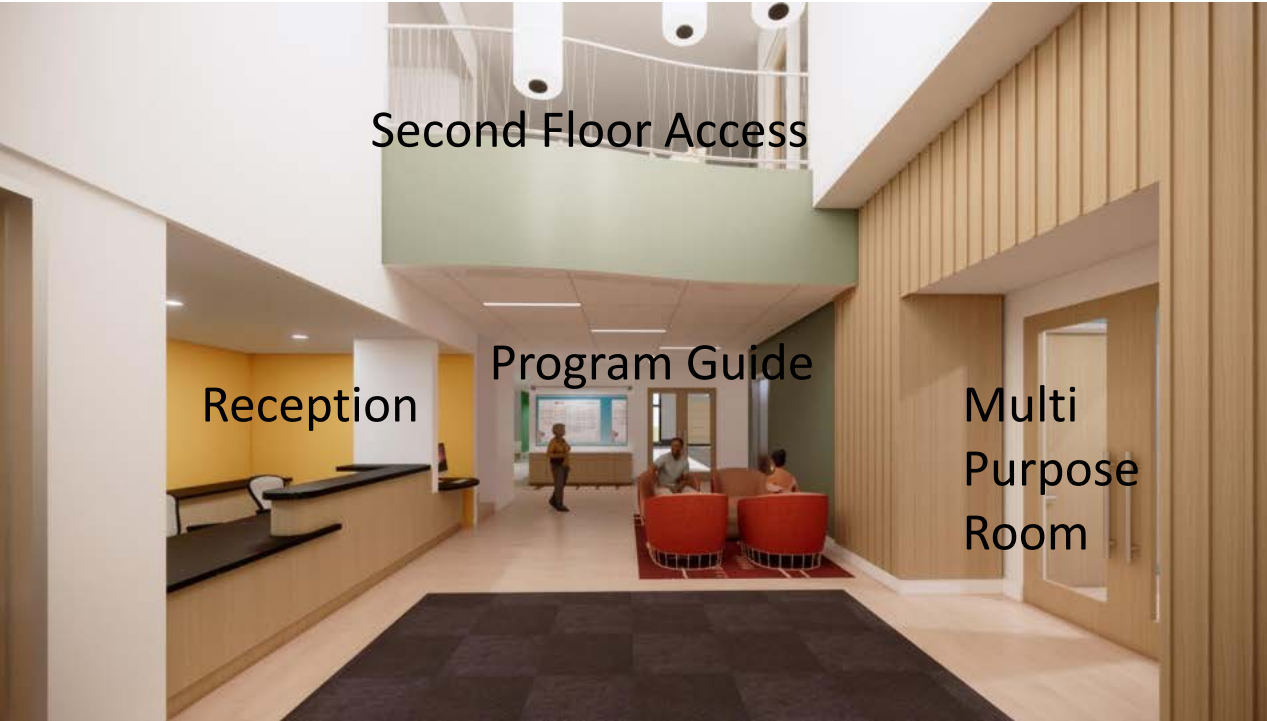 Second Floor Access
Program Guide
Reception
Multi
Purpose
Room